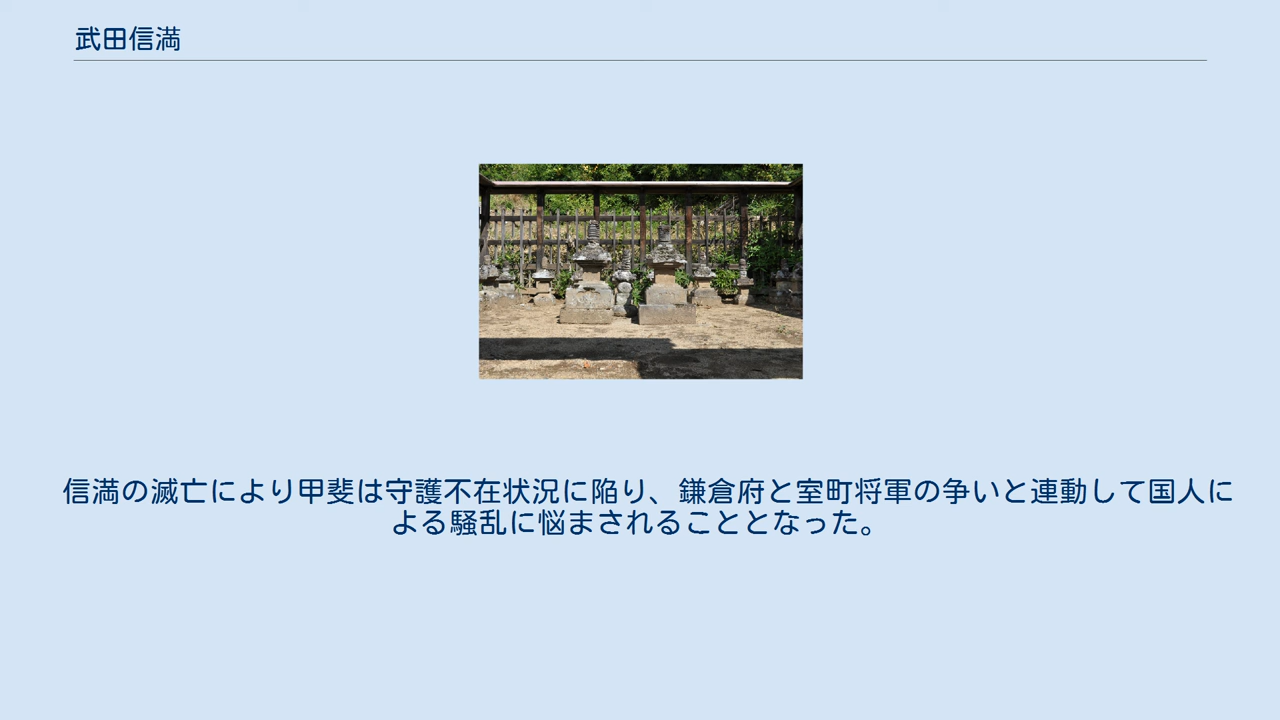 武田信満
信満の滅亡により甲斐は守護不在状況に陥り、鎌倉府と室町将軍の争いと連動して国人に
よる騒乱に悩まされることとなった。